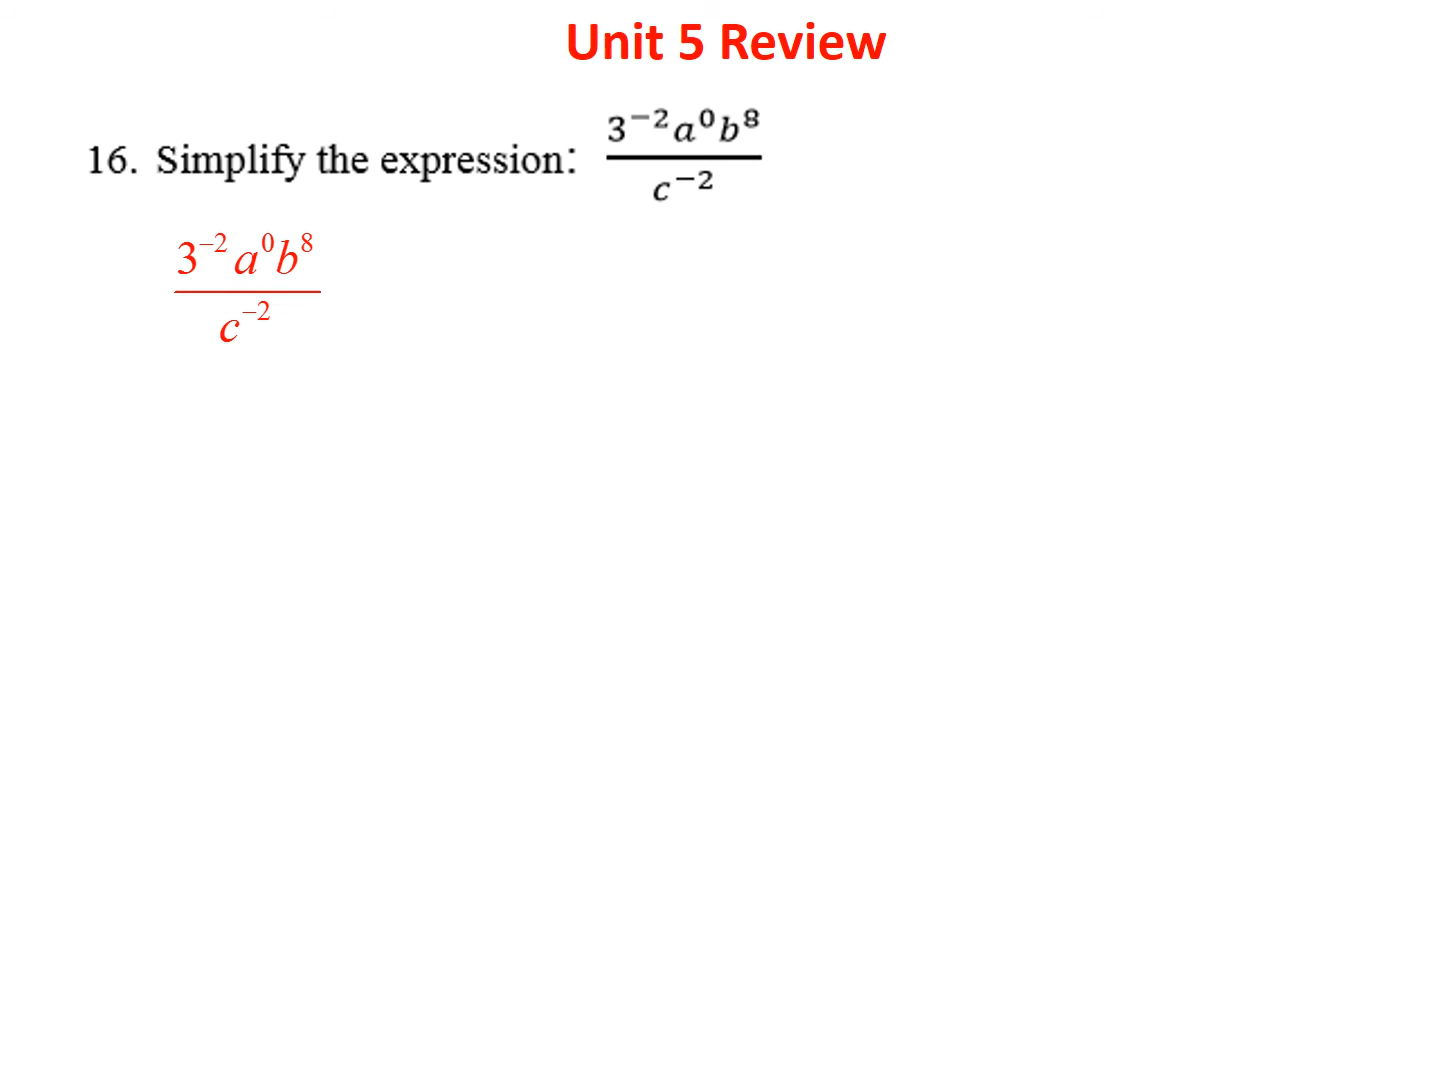 Unit 5 Review
16. Simplify the expression: 3⁻²a⁰b⁸ / c⁻²
3⁻²a⁰b⁸ / c⁻²